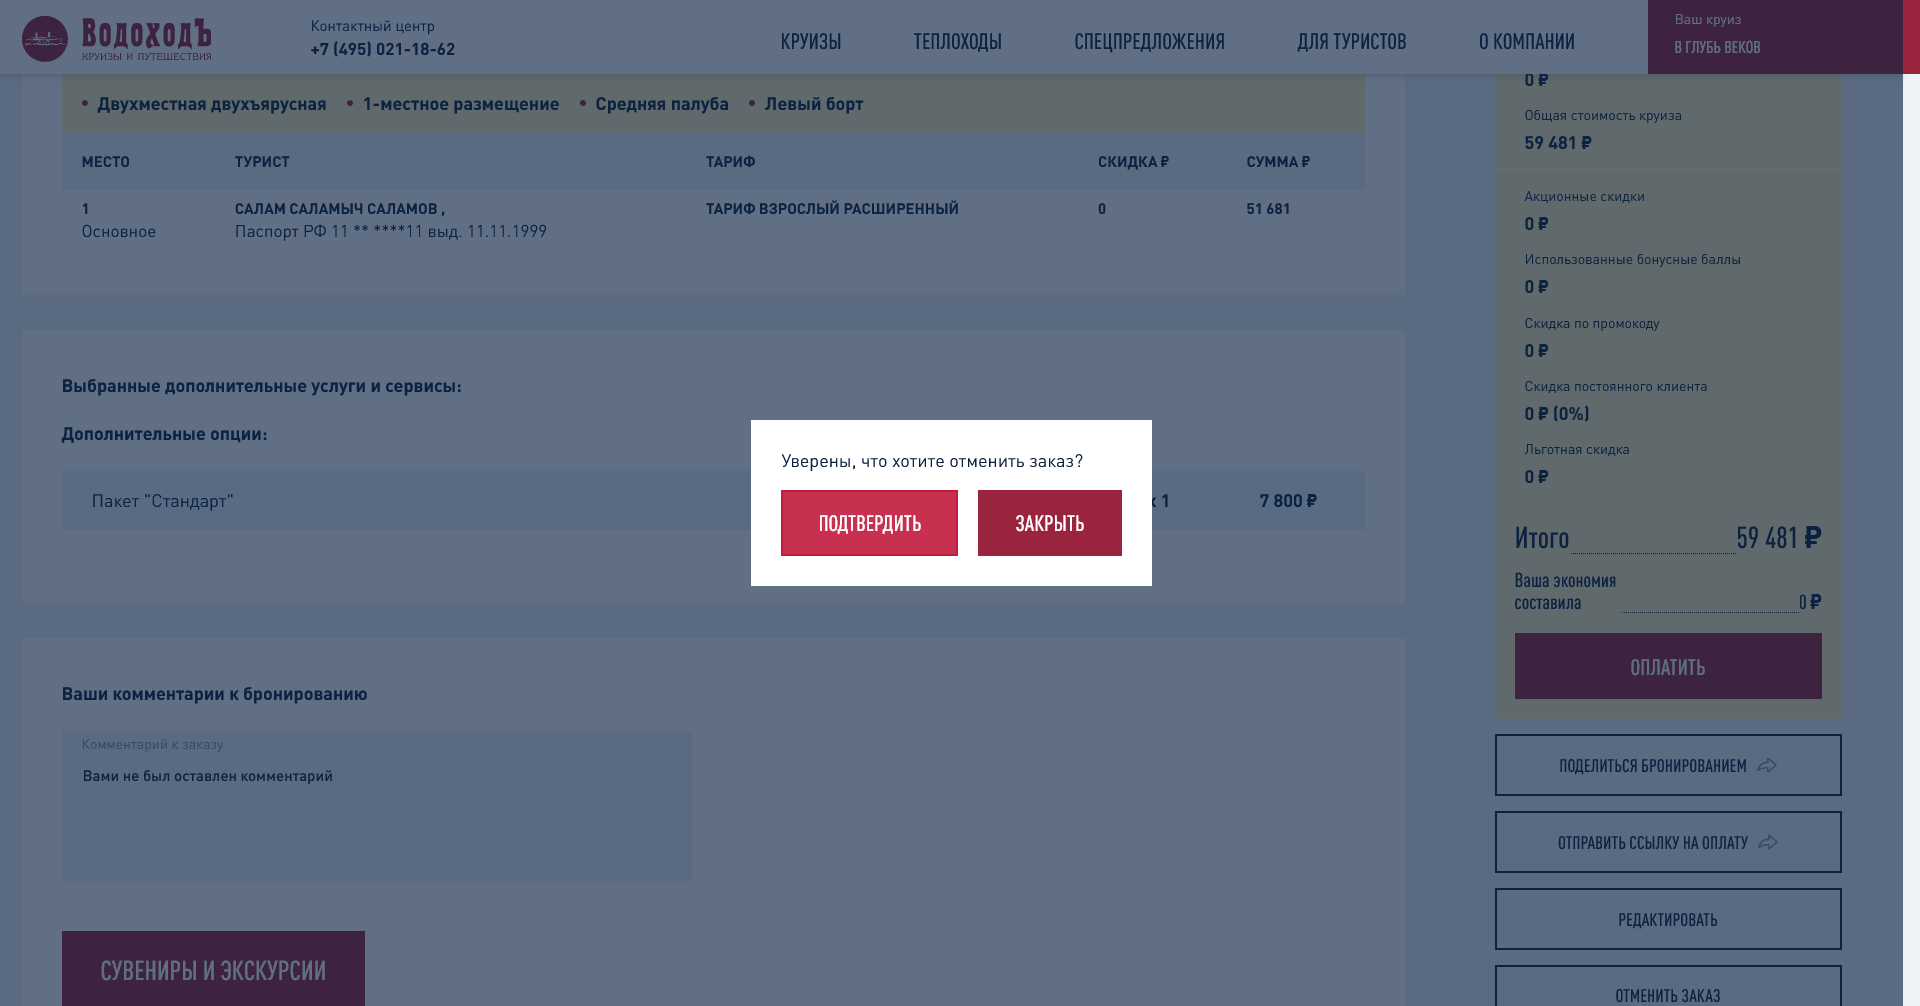 ВодоходЪ
КРУИЗЫ И ПУТЕШЕСТВИЯ
Контактный центр
+7 (495) 021-18-62
КРУИЗЫ
ТЕПЛОХОДЫ
СПЕЦПРЕДЛОЖЕНИЯ
ДЛЯ ТУРИСТОВ
О КОМПАНИИ
Ваш круиз
В ГЛУБЬ ВЕКОВ
• Двухместная двухъярусная • 1-местное размещение • Средняя палуба • Левый борт
МЕСТО ТУРИСТ ТАРИФ СКИДКА ₽ СУММА ₽
1 САЛАМ САЛАМЫЧ САЛАМОВ , ТАРИФ ВЗРОСЛЫЙ РАСШИРЕННЫЙ 0 51 681
Основное Паспорт РФ 11 ** ****11 выд. 11.11.1999
Выбранные дополнительные услуги и сервисы:
Дополнительные опции:
Пакет "Стандарт" x 1 7 800 ₽
Уверены, что хотите отменить заказ?
ПОДТВЕРДИТЬ
ЗАКРЫТЬ
Ваши комментарии к бронированию
Комментарий к заказу
Вами не был оставлен комментарий
СУВЕНИРЫ И ЭКСКУРСИИ
0 ₽
Общая стоимость круиза
59 481 ₽
Акционные скидки
0 ₽
Использованные бонусные баллы
0 ₽
Скидка по промокоду
0 ₽
Скидка постоянного клиента
0 ₽ (0%)
Льготная скидка
0 ₽
Итого 59 481 ₽
Ваша экономия
составила 0 ₽
ОПЛАТИТЬ
ПОДЕЛИТЬСЯ БРОНИРОВАНИЕМ
ОТПРАВИТЬ ССЫЛКУ НА ОПЛАТУ
РЕДАКТИРОВАТЬ
ОТМЕНИТЬ ЗАКАЗ